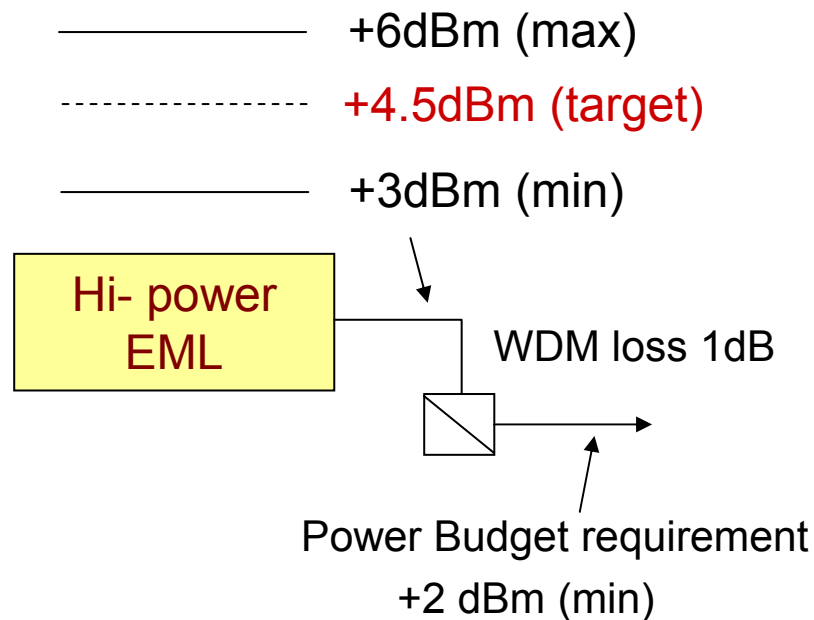 +6dBm (max)
+4.5dBm (target)
+3dBm (min)
Hi- power
EML
WDM loss 1dB
Power Budget requirement
+2 dBm (min)